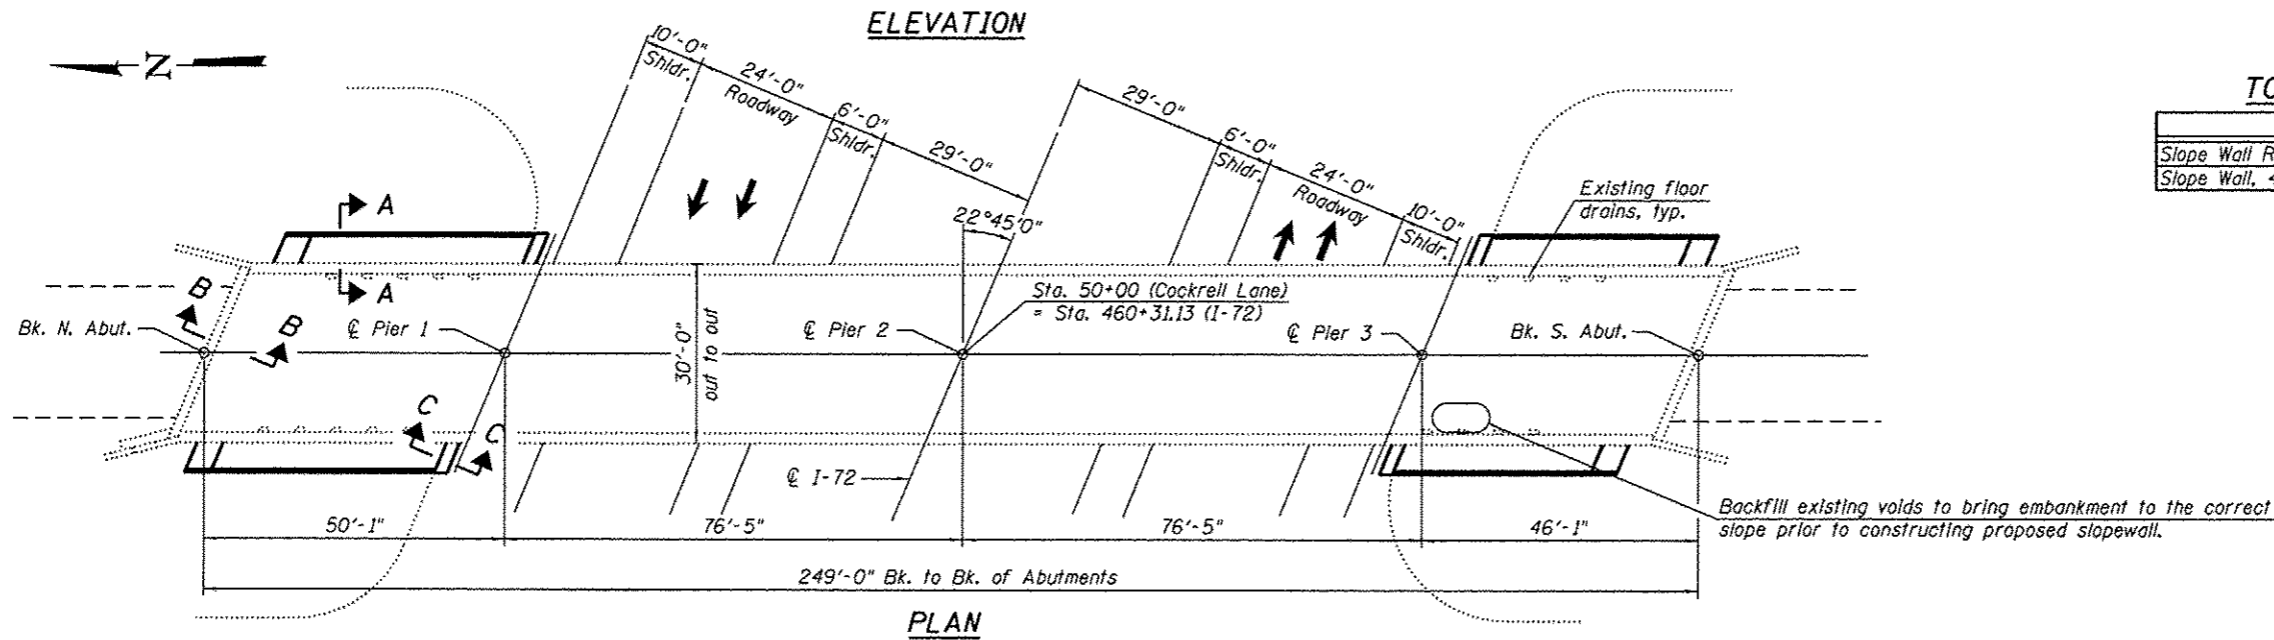 ELEVATION
Z
10'-0"
Shldr.
24'-0"
Roadway
6'-0"
Shldr.
29'-0"
29'-0"
6'-0"
Shldr.
24'-0"
Roadway
10'-0"
Shldr.
22°45'0"
Existing floor
drains, typ.
TO
Slope Wall R
Slope Wall, 4
A
A
B
B
C
C
Bk. N. Abut.
℄ Pier 1
30'-0"
out to out
℄ Pier 2
Sta. 50+00 (Cockrell Lane)
= Sta. 460+31.13 (I-72)
℄ Pier 3
Bk. S. Abut.
℄ I-72
Backfill existing voids to bring embankment to the correct
slope prior to constructing proposed slopewall.
50'-1"
76'-5"
76'-5"
46'-1"
249'-0" Bk. to Bk. of Abutments
PLAN